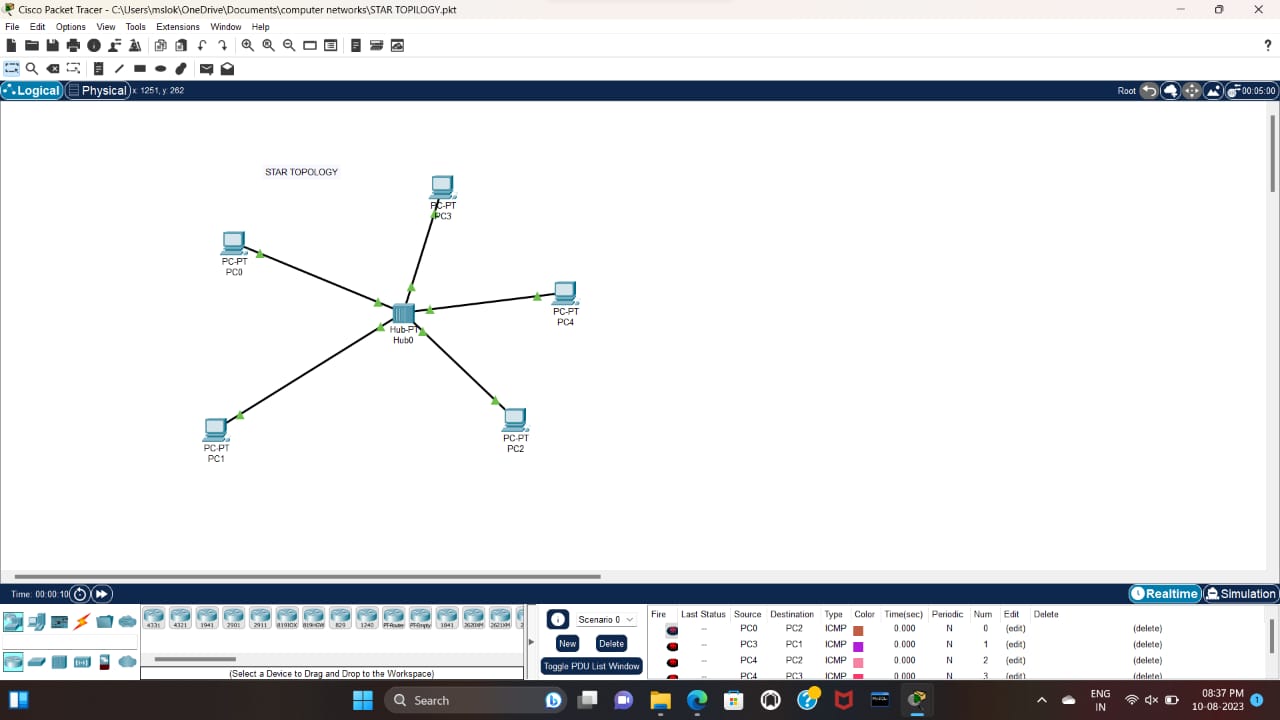 Cisco Packet Tracer - C:\Users\mslok\OneDrive\Documents\computer networks\STAR TOPILOGY.pkt
File Edit Options View Tools Extensions Window Help
?
Logical Physical x: 1251, y: 262 Root 00:05:00
STAR TOPOLOGY
PC-PT
PC3
PC-PT
PC0
PC-PT
PC4
Hub-PT
Hub0
PC-PT
PC2
PC-PT
PC1
Time: 00:00:10 Realtime Simulation
4331 4321 1941 2901 2911 819IOX 819HGW 829 1240 PT-Router PT-Empty 1841 2620XM 2621XM
(Select a Device to Drag and Drop to the Workspace)
Scenario 0
New Delete
Toggle PDU List Window
Fire Last Status Source Destination Type Color Time(sec) Periodic Num Edit Delete
-- PC0 PC2 ICMP 0.000 N 0 (edit) (delete)
-- PC3 PC1 ICMP 0.000 N 1 (edit) (delete)
-- PC4 PC2 ICMP 0.000 N 2 (edit) (delete)
-- PC4 PC3 ICMP 0.000 N 3 (edit) (delete)
Search
ENG
IN
08:37 PM
10-08-2023
1